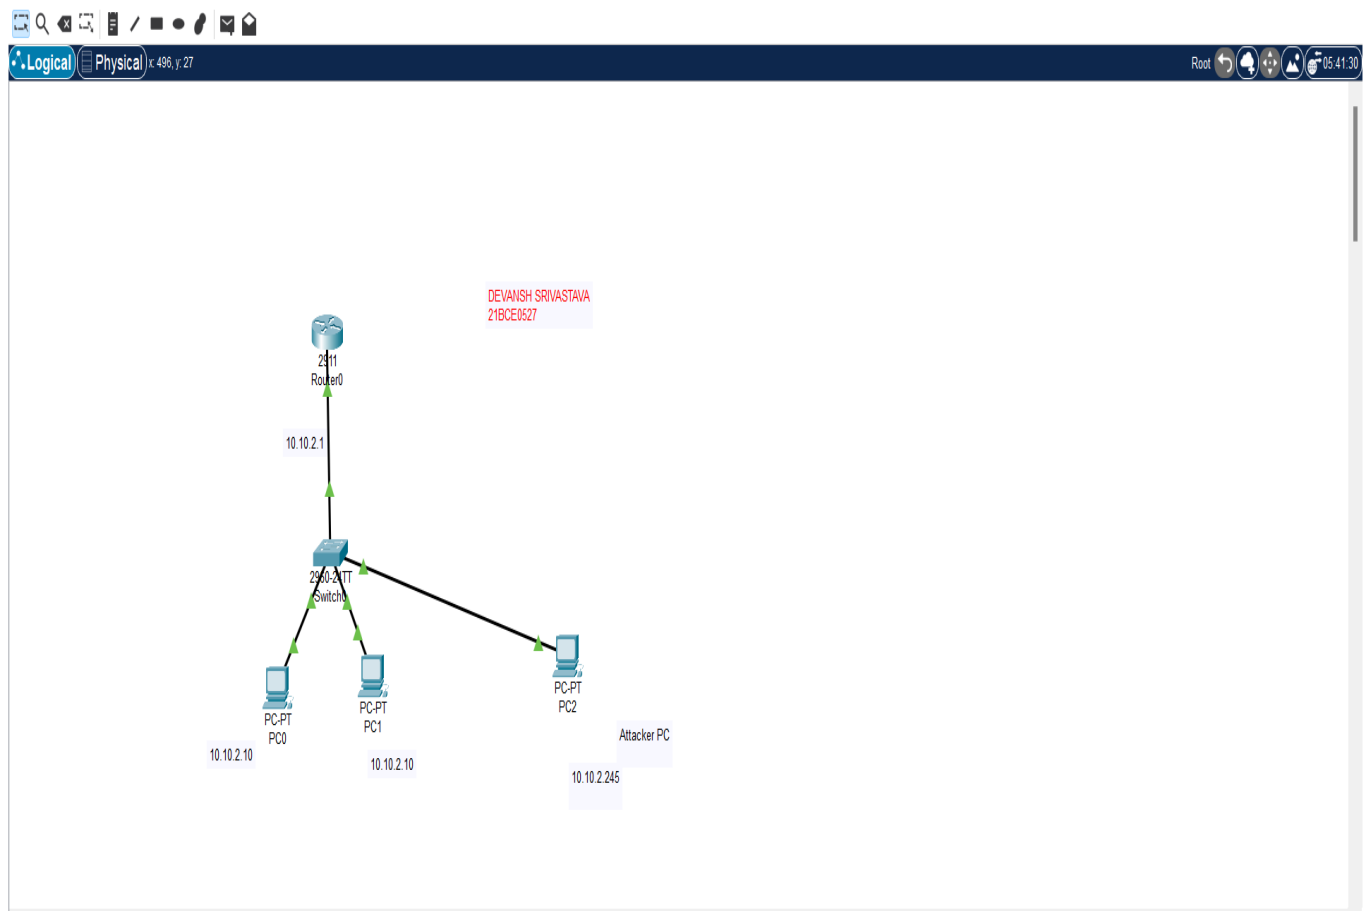 Logical Physical x: 496, y: 27 Root 05:41:30
DEVANSH SRIVASTAVA
21BCE0527
2911
Router0
10.10.2.1
2960-24TT
Switch0
PC-PT
PC0
10.10.2.10
PC-PT
PC1
10.10.2.10
PC-PT
PC2
Attacker PC
10.10.2.245